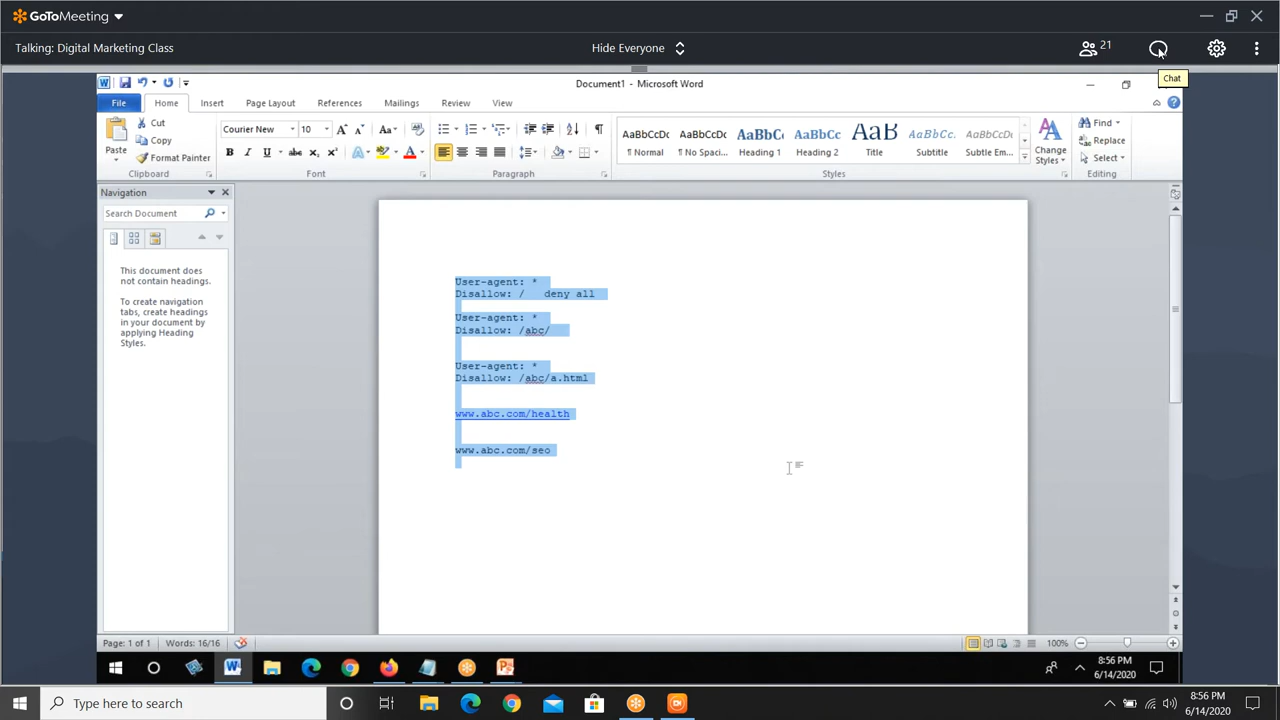 GoToMeeting
Talking: Digital Marketing Class
Hide Everyone
21
Chat
Document1 - Microsoft Word
File Home Insert Page Layout References Mailings Review View
Paste
Cut
Copy
Format Painter
Clipboard
Courier New 10
Font
Paragraph
AaBbCcDc AaBbCcDc AaBbC AaBbCc AaB AaBbCc. AaBbCcDc
¶ Normal ¶ No Spaci... Heading 1 Heading 2 Title Subtitle Subtle Em...
Styles
Change
Styles
Find
Replace
Select
Editing
Navigation
Search Document
This document does
not contain headings.
To create navigation
tabs, create headings
in your document by
applying Heading
Styles.
User-agent: *
Disallow: / deny all
User-agent: *
Disallow: /abc/
User-agent: *
Disallow: /abc/a.html
www.abc.com/health
www.abc.com/seo
Page: 1 of 1 Words: 16/16
100%
8:56 PM
6/14/2020
Type here to search
8:56 PM
6/14/2020